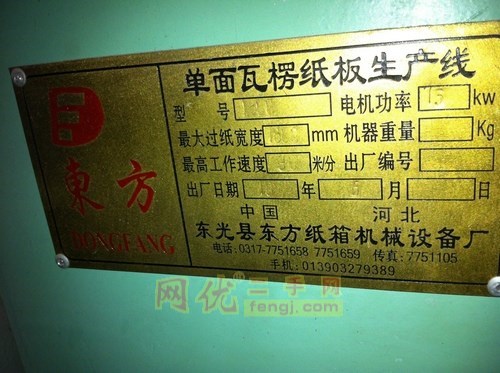 单面瓦楞纸板生产线
型号 电机功率 15 kw
最大过纸宽度 mm 机器重量 Kg
最高工作速度 米/分 出厂编号
出厂日期 年 5 月 日
中国 河北
东光县东方纸箱机械设备厂
电话:0317-7751658 7751659 传真:7751105
手机:013903279389
東方
DONGFANG
网优二手网
fengj.com